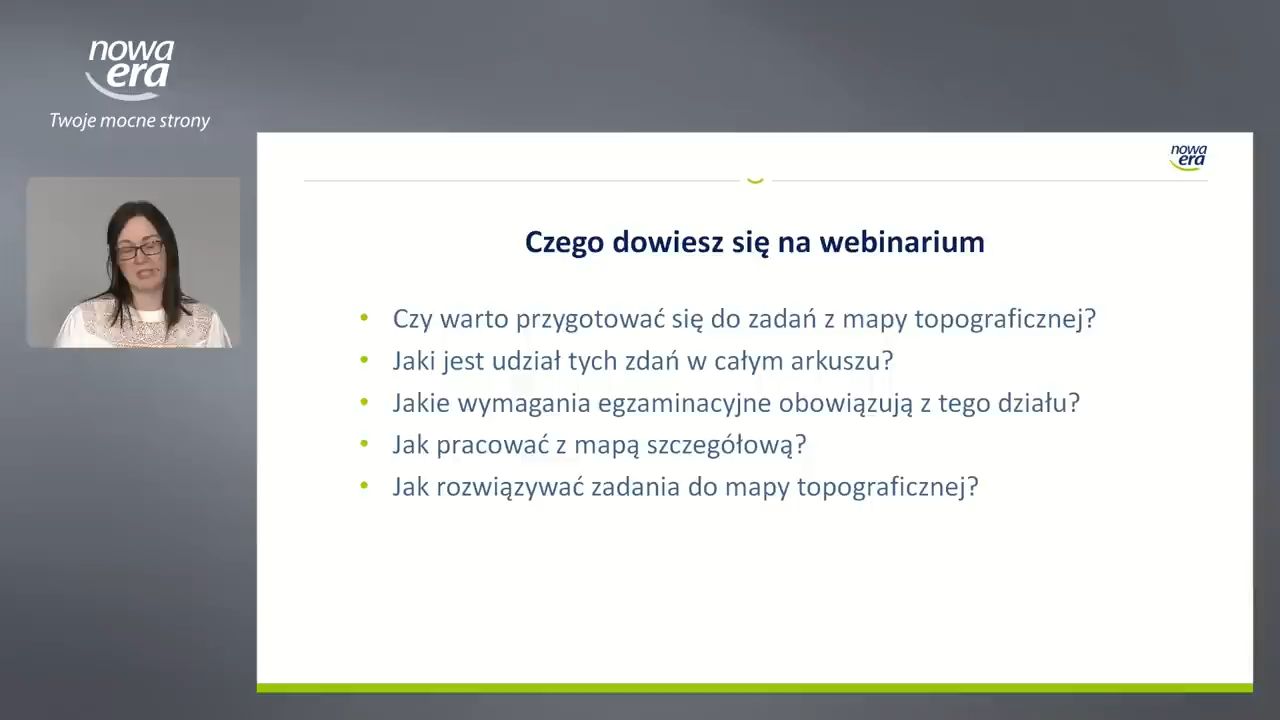 nowa
era
Twoje mocne strony
nowa
era
Czego dowiesz się na webinarium
• Czy warto przygotować się do zadań z mapy topograficznej?
• Jaki jest udział tych zdań w całym arkuszu?
• Jakie wymagania egzaminacyjne obowiązują z tego działu?
• Jak pracować z mapą szczegółową?
• Jak rozwiązywać zadania do mapy topograficznej?